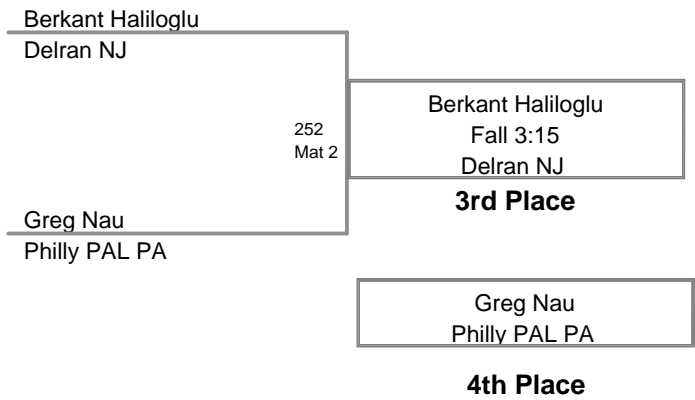 Berkant Haliloglu
Delran NJ
252
Mat 2
Berkant Haliloglu
Fall 3:15
Delran NJ
3rd Place
Greg Nau
Philly PAL PA
Greg Nau
Philly PAL PA
4th Place